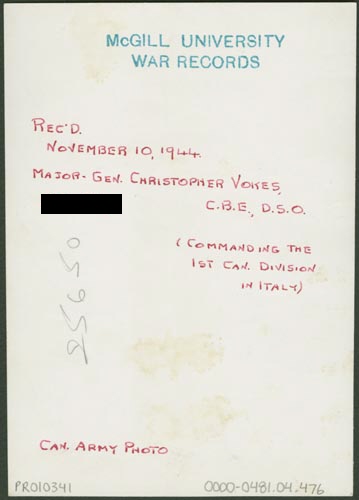 McGILL UNIVERSITY
WAR RECORDS
REC'D.
NOVEMBER 10, 1944.
MAJOR-GEN. CHRISTOPHER VOKES,
C.B.E., D.S.O.
(COMMANDING THE
1ST CAN. DIVISION
IN ITALY)
25650
CAN. ARMY PHOTO
PR010341
0000-0481.04.476